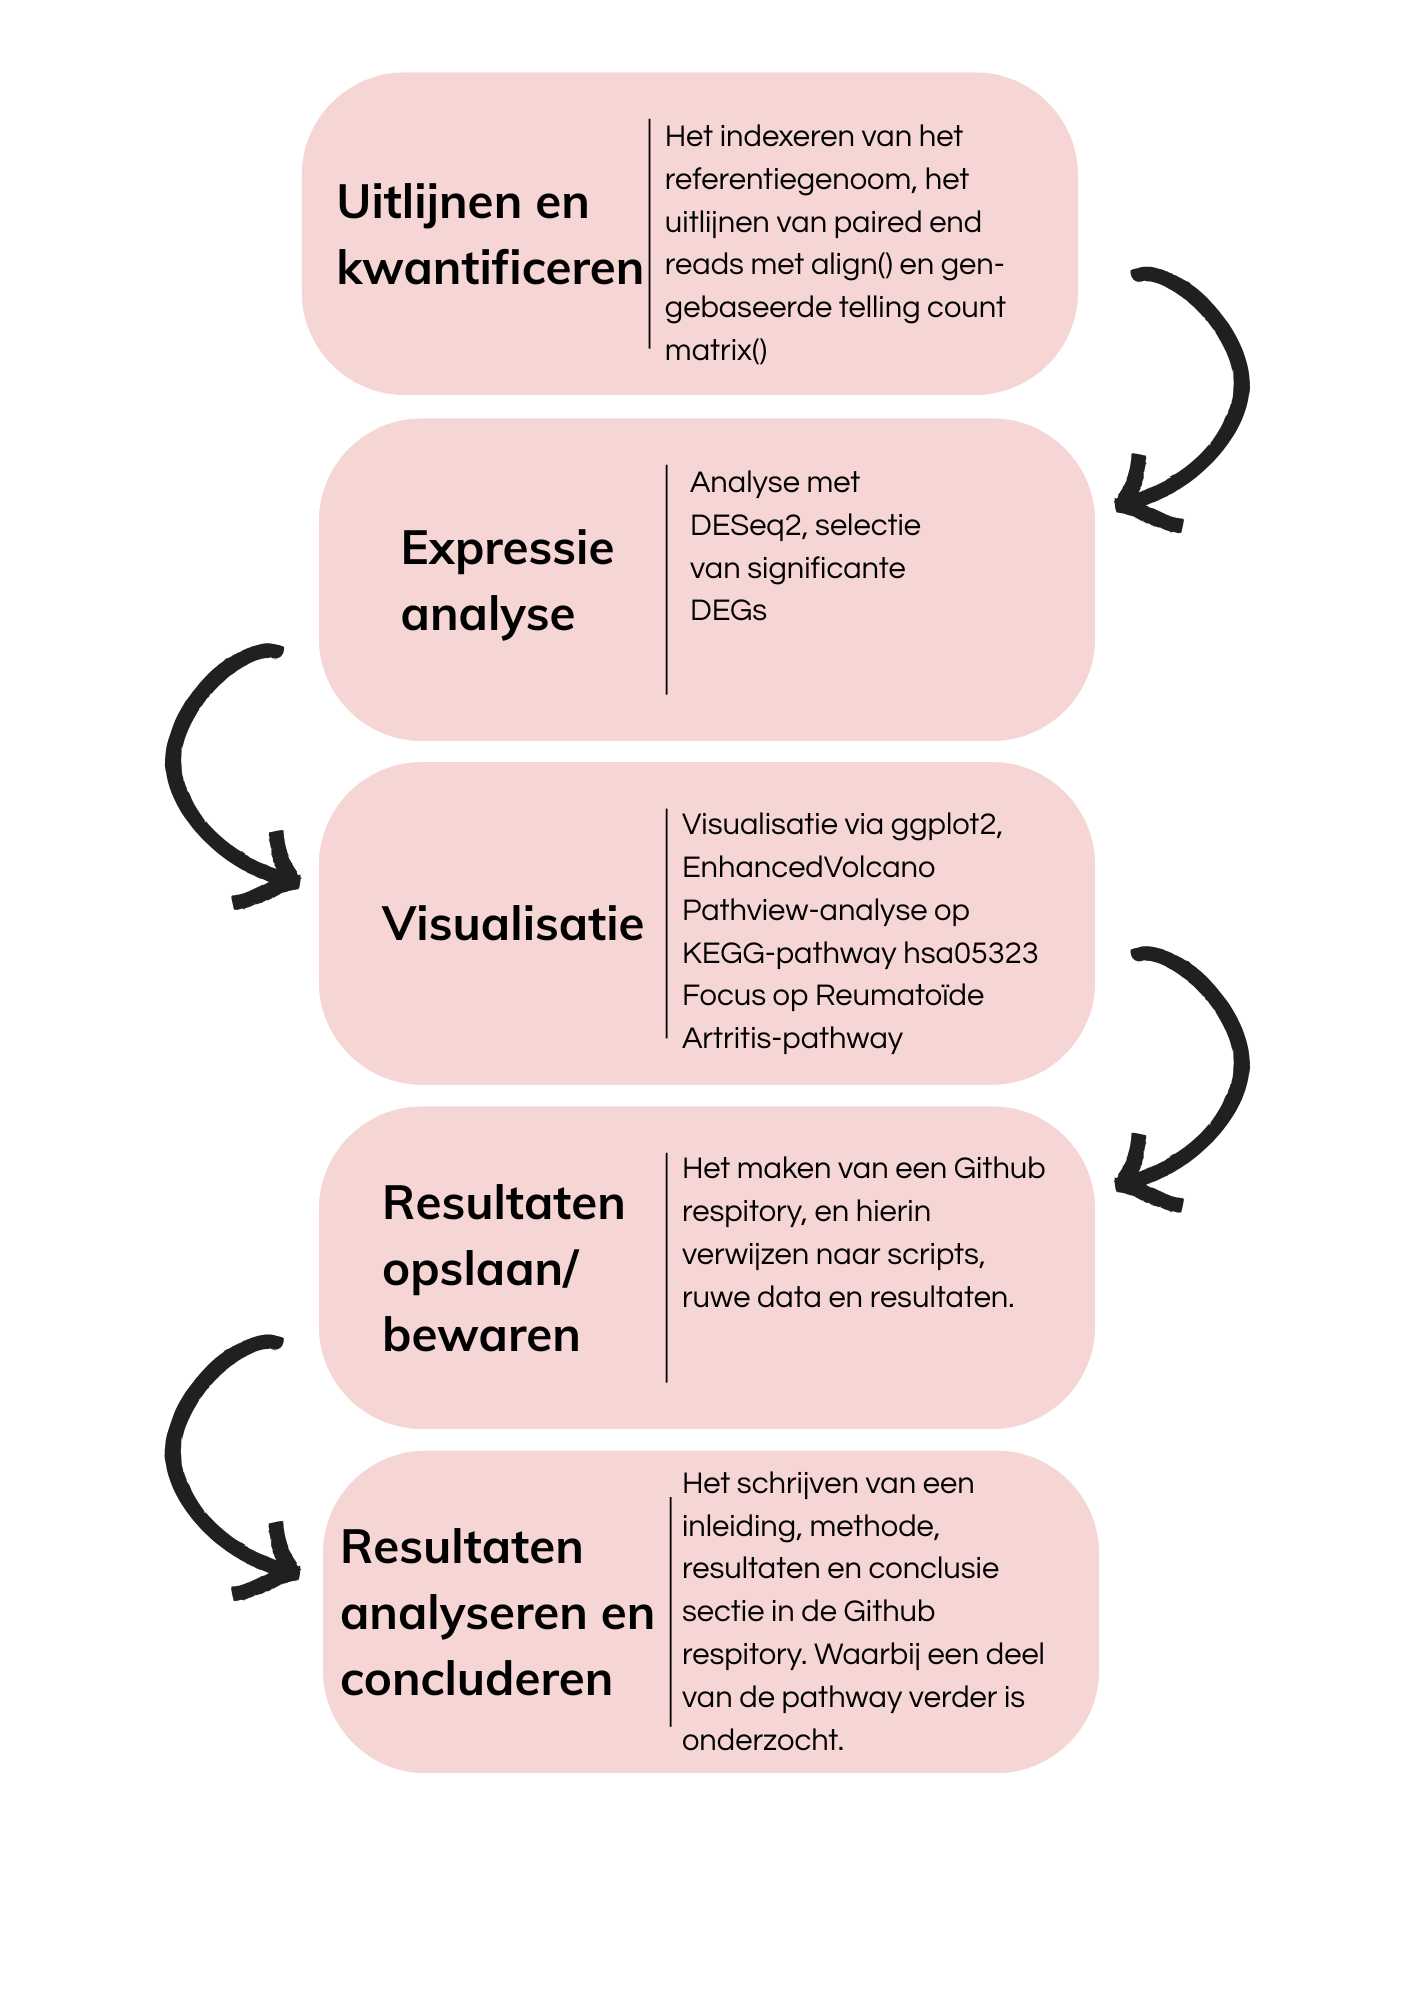 Uitlijnen en
kwantificeren
Het indexeren van het
referentiegenoom, het
uitlijnen van paired end
reads met align() en gen-
gebaseerde telling count
matrix()
Expressie
analyse
Analyse met
DESeq2, selectie
van significante
DEGs
Visualisatie
Visualisatie via ggplot2,
EnhancedVolcano
Pathview-analyse op
KEGG-pathway hsa05323
Focus op Reumatoïde
Artritis-pathway
Resultaten
opslaan/
bewaren
Het maken van een Github
respitory, en hierin
verwijzen naar scripts,
ruwe data en resultaten.
Resultaten
analyseren en
concluderen
Het schrijven van een
inleiding, methode,
resultaten en conclusie
sectie in de Github
respitory. Waarbij een deel
van de pathway verder is
onderzocht.